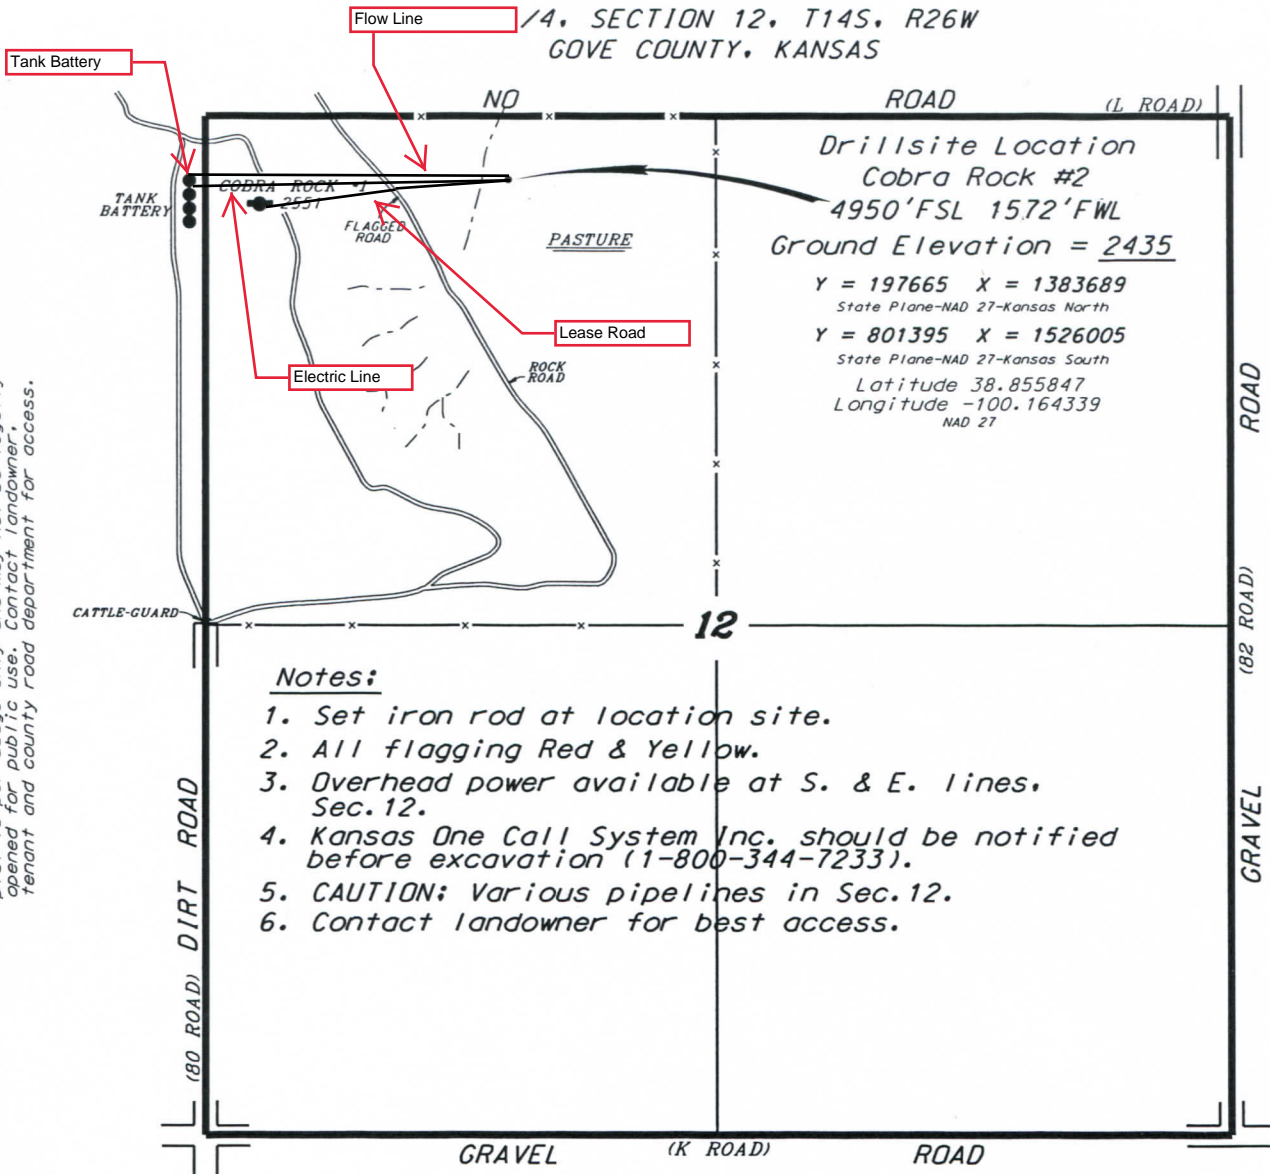 Flow Line
/4, SECTION 12, T14S, R26W
GOVE COUNTY, KANSAS
Tank Battery
NO
ROAD
(L ROAD)
Drillsite Location
Cobra Rock #2
4950'FSL 1572'FWL
Ground Elevation = 2435
Y = 197665 X = 1383689
State Plane-NAD 27-Kansas North
Y = 801395 X = 1526005
State Plane-NAD 27-Kansas South
Latitude 38.855847
Longitude -100.164339
NAD 27
COBRA ROCK #1
2551
TANK
BATTERY
FLAGGED
ROAD
PASTURE
Lease Road
Electric Line
ROCK
ROAD
ROAD
(82 ROAD)
GRAVEL
opened for public use. Contact landowner,
tenant and county road department for access.
CATTLE-GUARD
12
Notes:
1. Set iron rod at location site.
2. All flagging Red & Yellow.
3. Overhead power available at S. & E. lines,
Sec.12.
4. Kansas One Call System Inc. should be notified
before excavation (1-800-344-7233).
5. CAUTION: Various pipelines in Sec.12.
6. Contact landowner for best access.
ROAD
DIRT
(80 ROAD)
GRAVEL
(K ROAD)
ROAD